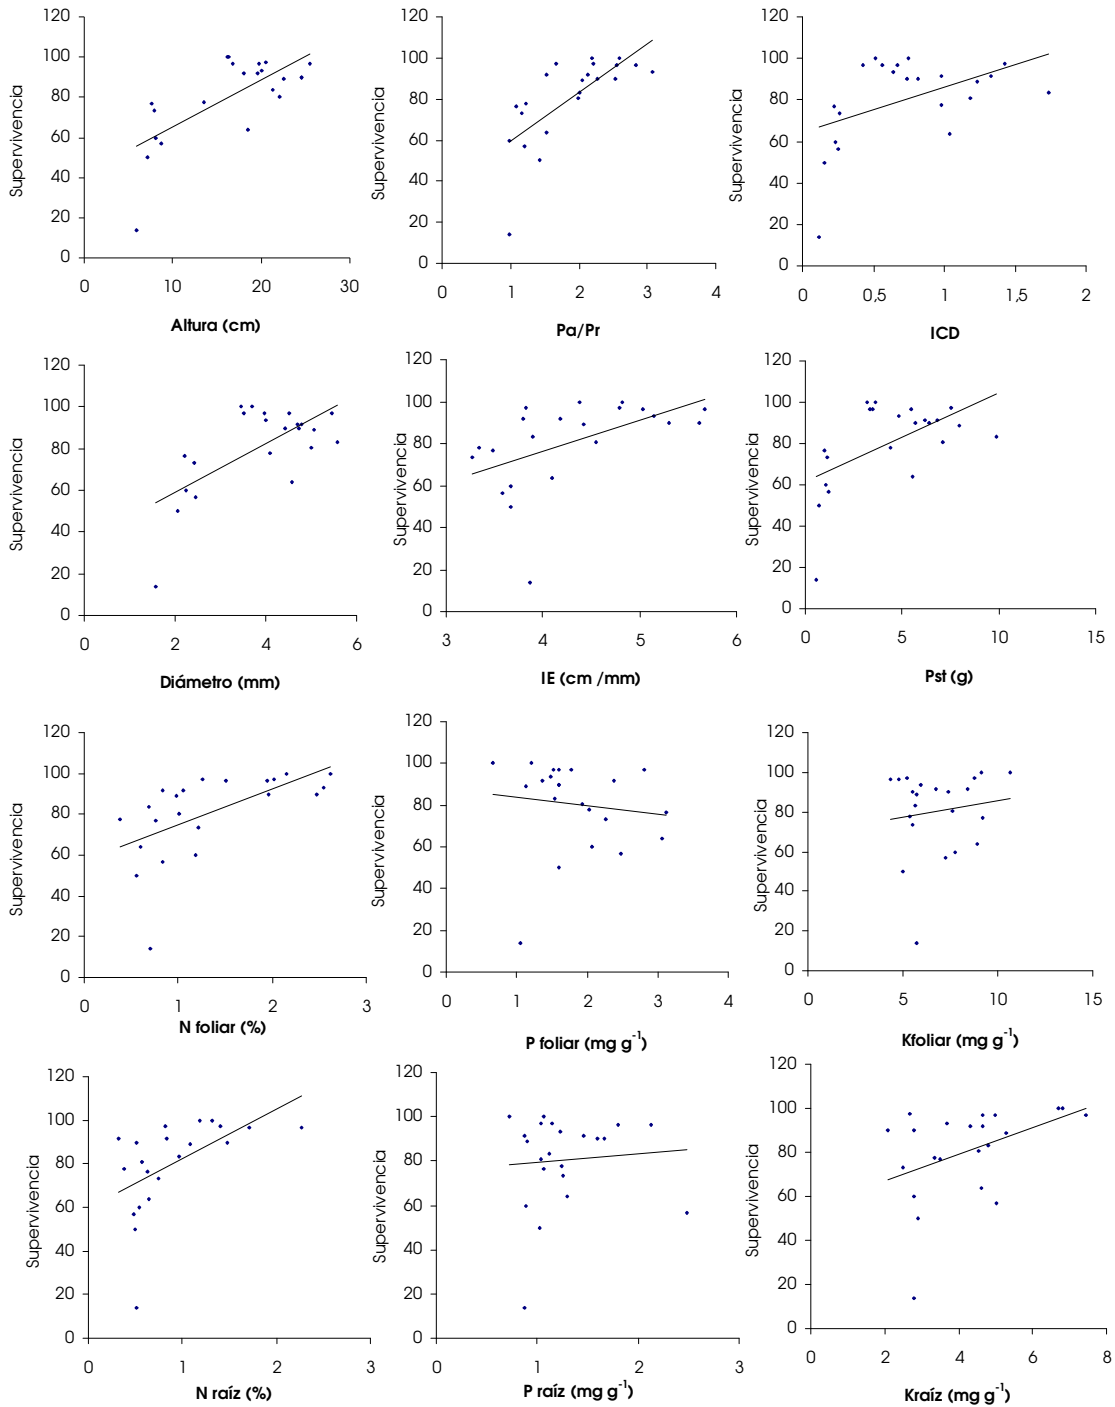 120
100
80
60
40
20
0
Supervivencia
0 10 20 30
Altura (cm)
120
100
80
60
40
20
0
Supervivencia
0 1 2 3 4
Pa/Pr
120
100
80
60
40
20
0
Supervivencia
0 0,5 1 1,5 2
ICD
120
100
80
60
40
20
0
Supervivencia
0 2 4 6
Diámetro (mm)
120
100
80
60
40
20
0
Supervivencia
3 4 5 6
IE (cm /mm)
120
100
80
60
40
20
0
Supervivencia
0 5 10 15
Pst (g)
120
100
80
60
40
20
0
Supervivencia
0 1 2 3
N foliar (%)
120
100
80
60
40
20
0
Supervivencia
0 1 2 3 4
P foliar (mg g⁻¹)
120
100
80
60
40
20
0
Supervivencia
0 5 10 15
Kfoliar (mg g⁻¹)
120
100
80
60
40
20
0
Supervivencia
0 1 2 3
N raíz (%)
120
100
80
60
40
20
0
Supervivencia
0 1 2 3
P raíz (mg g⁻¹)
120
100
80
60
40
20
0
Supervivencia
0 2 4 6 8
Kraíz (mg g⁻¹)